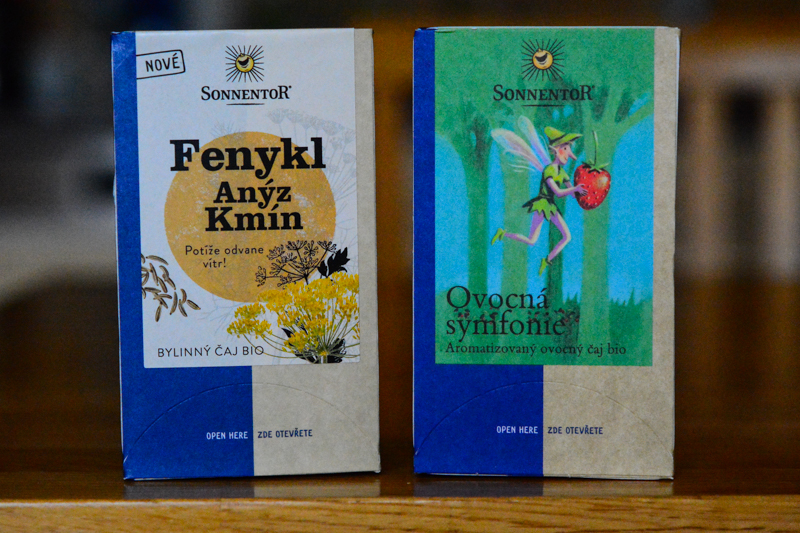 NOVÉ
SONNENTOR®
Fenykl
Anýz
Kmín
Potíže odvane
vítr!
BYLINNÝ ČAJ BIO
OPEN HERE ZDE OTEVŘETE
SONNENTOR®
Ovocná
symfonie
Aromatizovaný ovocný čaj bio
OPEN HERE ZDE OTEVŘETE